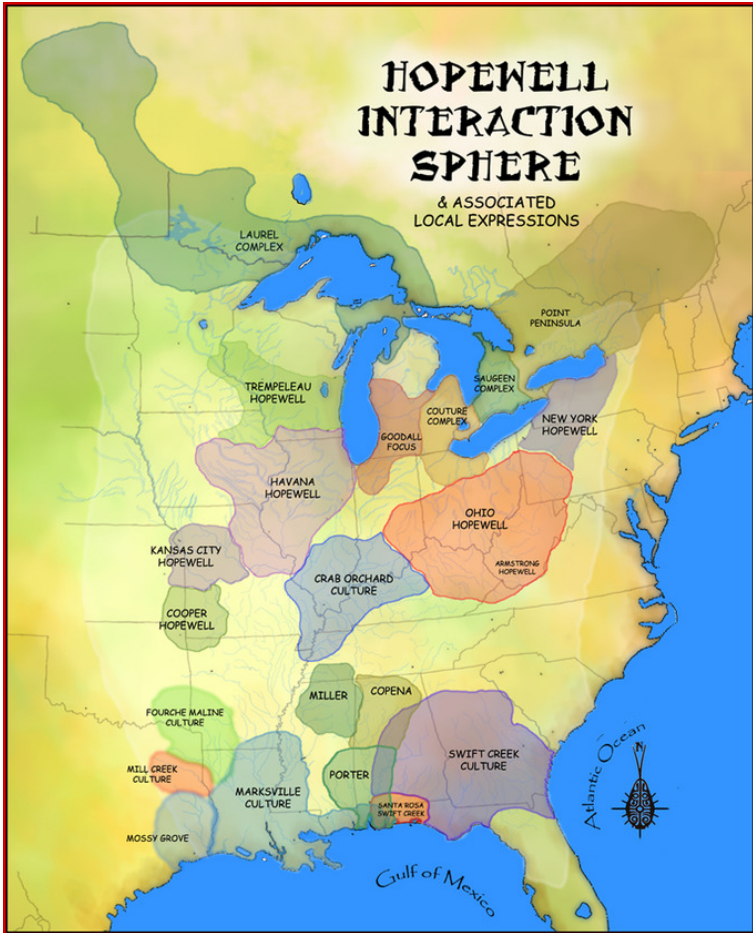 HOPEWELL
INTERACTION
SPHERE
& ASSOCIATED
LOCAL EXPRESSIONS
LAUREL
COMPLEX
POINT
PENINSULA
SAUGEEN
COMPLEX
TREMPELEAU
HOPEWELL
GOODALL
FOCUS
COUTURE
COMPLEX
NEW YORK
HOPEWELL
HAVANA
HOPEWELL
OHIO
HOPEWELL
ARMSTRONG
HOPEWELL
KANSAS CITY
HOPEWELL
CRAB ORCHARD
CULTURE
COOPER
HOPEWELL
MILLER
COPENA
FOURCHE MALINE
CULTURE
SWIFT CREEK
CULTURE
MILL CREEK
CULTURE
MARKSVILLE
CULTURE
PORTER
SANTA ROSA
SWIFT CREEK
MOSSY GROVE
Atlantic Ocean
N
Gulf of Mexico